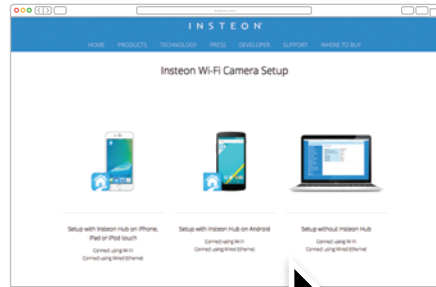 INSTEON
HOME PRODUCTS TECHNOLOGY PRESS DEVELOPER SUPPORT WHERE TO BUY
Insteon Wi-Fi Camera Setup
Setup with Insteon Hub on iPhone,
iPad or iPod touch
Connect using Wi-Fi
Connect using Wired Ethernet
Setup with Insteon Hub on Android
Connect using Wi-Fi
Connect using Wired Ethernet
Setup without Insteon Hub
Connect using Wi-Fi
Connect using Wired Ethernet